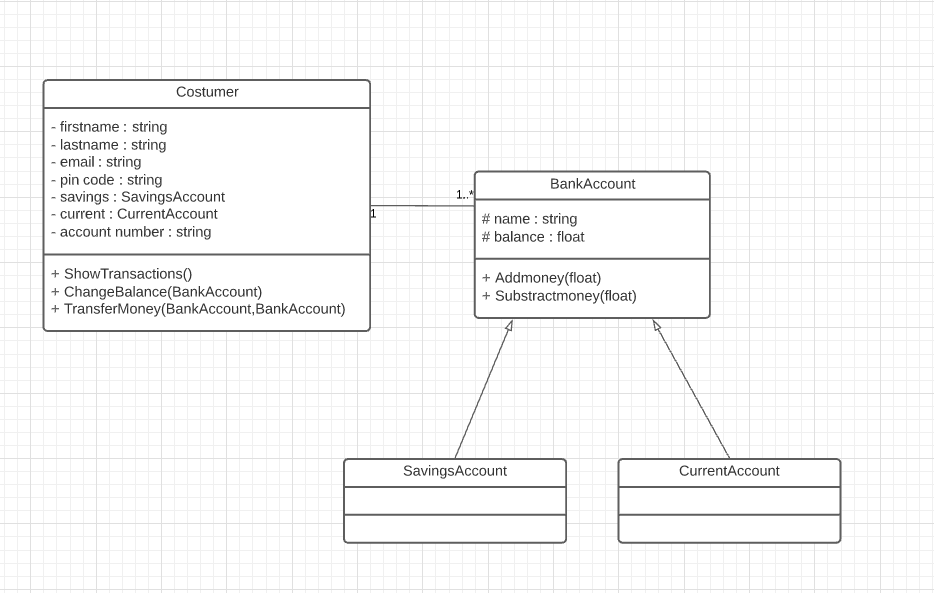 Costumer
- firstname : string
- lastname : string
- email : string
- pin code : string
- savings : SavingsAccount
- current : CurrentAccount
- account number : string
+ ShowTransactions()
+ ChangeBalance(BankAccount)
+ TransferMoney(BankAccount,BankAccount)
1
1..*
BankAccount
# name : string
# balance : float
+ Addmoney(float)
+ Substractmoney(float)
SavingsAccount
CurrentAccount